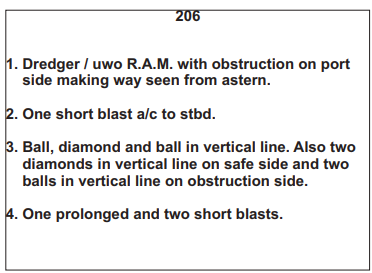 206
1. Dredger / uwo R.A.M. with obstruction on port
side making way seen from astern.
2. One short blast a/c to stbd.
3. Ball, diamond and ball in vertical line. Also two
diamonds in vertical line on safe side and two
balls in vertical line on obstruction side.
4. One prolonged and two short blasts.